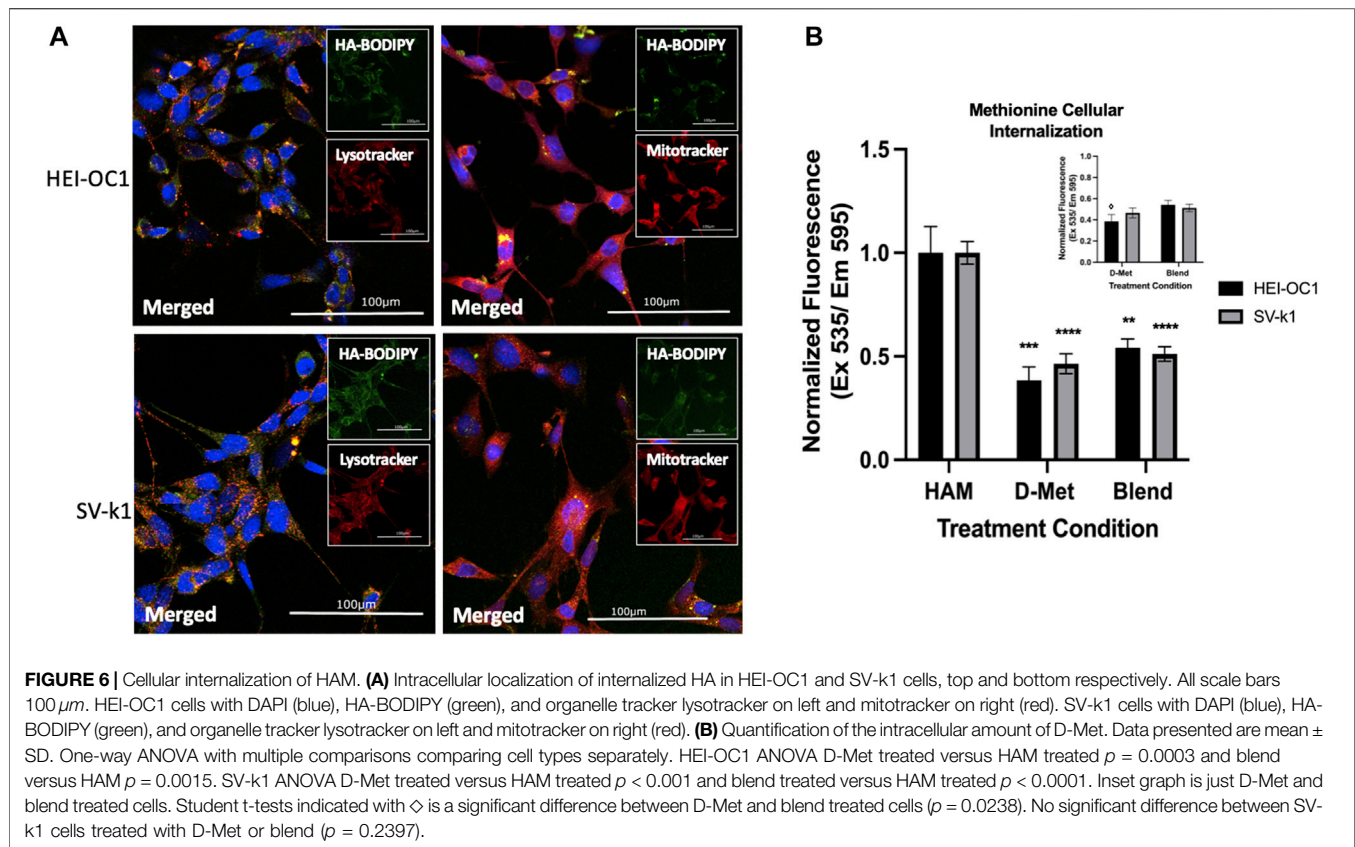 A
HA-BODIPY
100µm
Lysotracker
100µm
HEI-OC1
Merged
100µm
HA-BODIPY
100µm
Mitotracker
100µm
Merged
100µm
HA-BODIPY
100µm
Lysotracker
100µm
SV-k1
Merged
100µm
HA-BODIPY
100µm
Mitotracker
100µm
Merged
100µm
B
Methionine Cellular
Internalization
Normalized Fluorescence
(Ex 535/ Em 595)
1.5
1.0
0.5
0.0
*** **** ** ****
HAM D-Met Blend
Treatment Condition
Normalized Fluorescence
(Ex 535/ Em 595)
1.0
0.8
0.6
0.4
0.2
0.0
◊
D-Met Blend
Treatment Condition
HEI-OC1
SV-k1
FIGURE 6 | Cellular internalization of HAM. (A) Intracellular localization of internalized HA in HEI-OC1 and SV-k1 cells, top and bottom respectively. All scale bars
100 µm. HEI-OC1 cells with DAPI (blue), HA-BODIPY (green), and organelle tracker lysotracker on left and mitotracker on right (red). SV-k1 cells with DAPI (blue), HA-
BODIPY (green), and organelle tracker lysotracker on left and mitotracker on right (red). (B) Quantification of the intracellular amount of D-Met. Data presented are mean ±
SD. One-way ANOVA with multiple comparisons comparing cell types separately. HEI-OC1 ANOVA D-Met treated versus HAM treated p = 0.0003 and blend
versus HAM p = 0.0015. SV-k1 ANOVA D-Met treated versus HAM treated p < 0.001 and blend treated versus HAM treated p < 0.0001. Inset graph is just D-Met and
blend treated cells. Student t-tests indicated with ◊ is a significant difference between D-Met and blend treated cells (p = 0.0238). No significant difference between SV-
k1 cells treated with D-Met or blend (p = 0.2397).